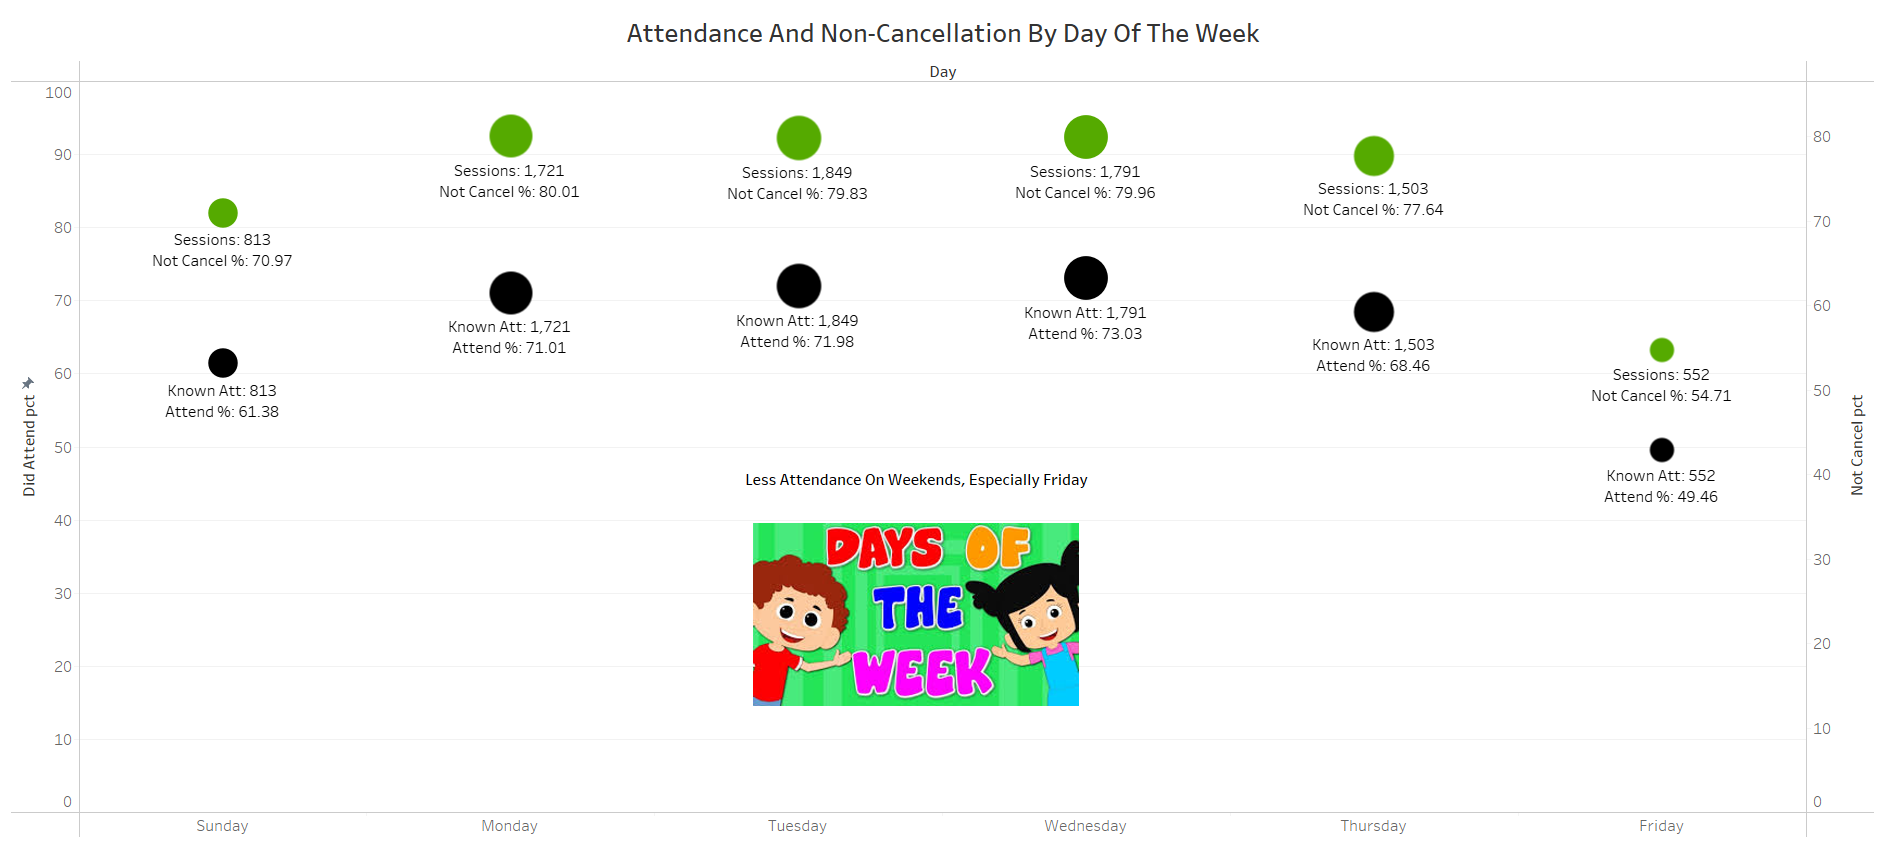 Attendance And Non-Cancellation By Day Of The Week
Day
100
90
80
70
60
50
40
30
20
10
0
Did Attend pct
80
70
60
50
40
30
20
10
0
Not Cancel pct
Sessions: 813
Not Cancel %: 70.97
Known Att: 813
Attend %: 61.38
Sessions: 1,721
Not Cancel %: 80.01
Known Att: 1,721
Attend %: 71.01
Sessions: 1,849
Not Cancel %: 79.83
Known Att: 1,849
Attend %: 71.98
Sessions: 1,791
Not Cancel %: 79.96
Known Att: 1,791
Attend %: 73.03
Sessions: 1,503
Not Cancel %: 77.64
Known Att: 1,503
Attend %: 68.46
Sessions: 552
Not Cancel %: 54.71
Known Att: 552
Attend %: 49.46
Less Attendance On Weekends, Especially Friday
DAYS OF
THE
WEEK
Sunday
Monday
Tuesday
Wednesday
Thursday
Friday